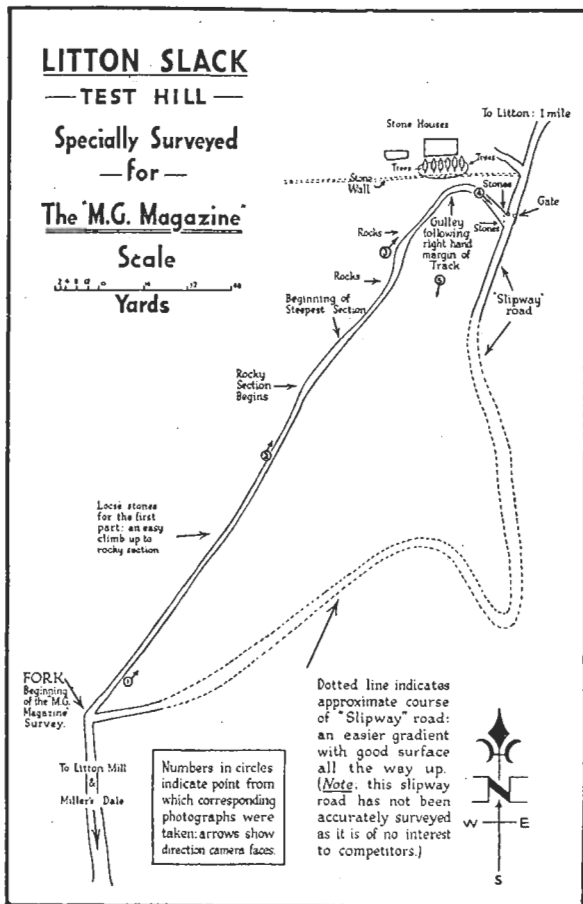 LITTON SLACK
— TEST HILL —
Specially Surveyed
— for —
The "M.G. Magazine"
Scale
Yards
To Litton: 1 mile
Stone Houses
Trees
Trees
Stone
Wall
Stones
Gate
Stones
Gulley
following
right hand
margin of
Track
Rocks
Rocks
"Slipway"
road
Beginning of
Steepest Section
Rocky
Section
Begins
Loose stones
for the first
part: an easy
climb up to
rocky section
FORK
Beginning
of the "M.G.
Magazine"
Survey.
To Litton Mill
&
Miller's Dale
Numbers in circles
indicate point from
which corresponding
photographs were
taken: arrows show
direction camera faces.
Dotted line indicates
approximate course
of "Slipway" road:
an easier gradient
with good surface
all the way up.
(Note: this slipway
road has not been
accurately surveyed
as it is of no interest
to competitors.)
N
W E
S
1